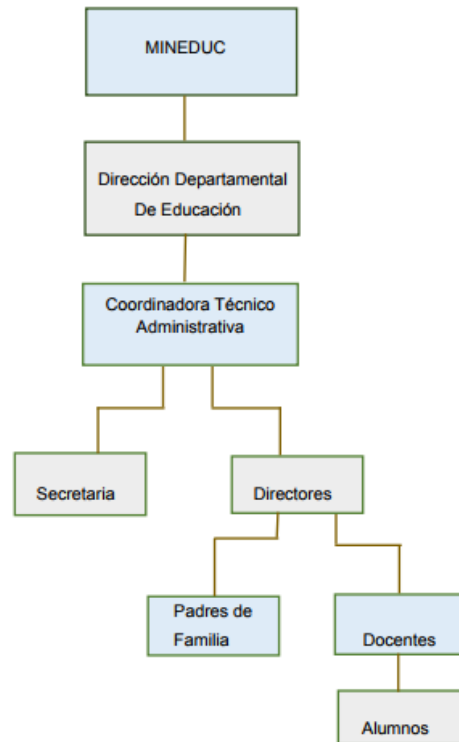 MINEDUC
Dirección Departamental
De Educación
Coordinadora Técnico
Administrativa
Secretaria
Directores
Padres de
Familia
Docentes
Alumnos